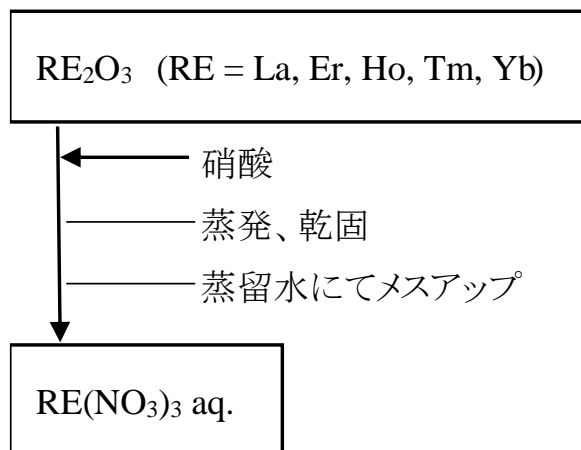 RE₂O₃ (RE = La, Er, Ho, Tm, Yb)
硝酸
蒸発、乾固
蒸留水にてメスアップ
RE(NO₃)₃ aq.